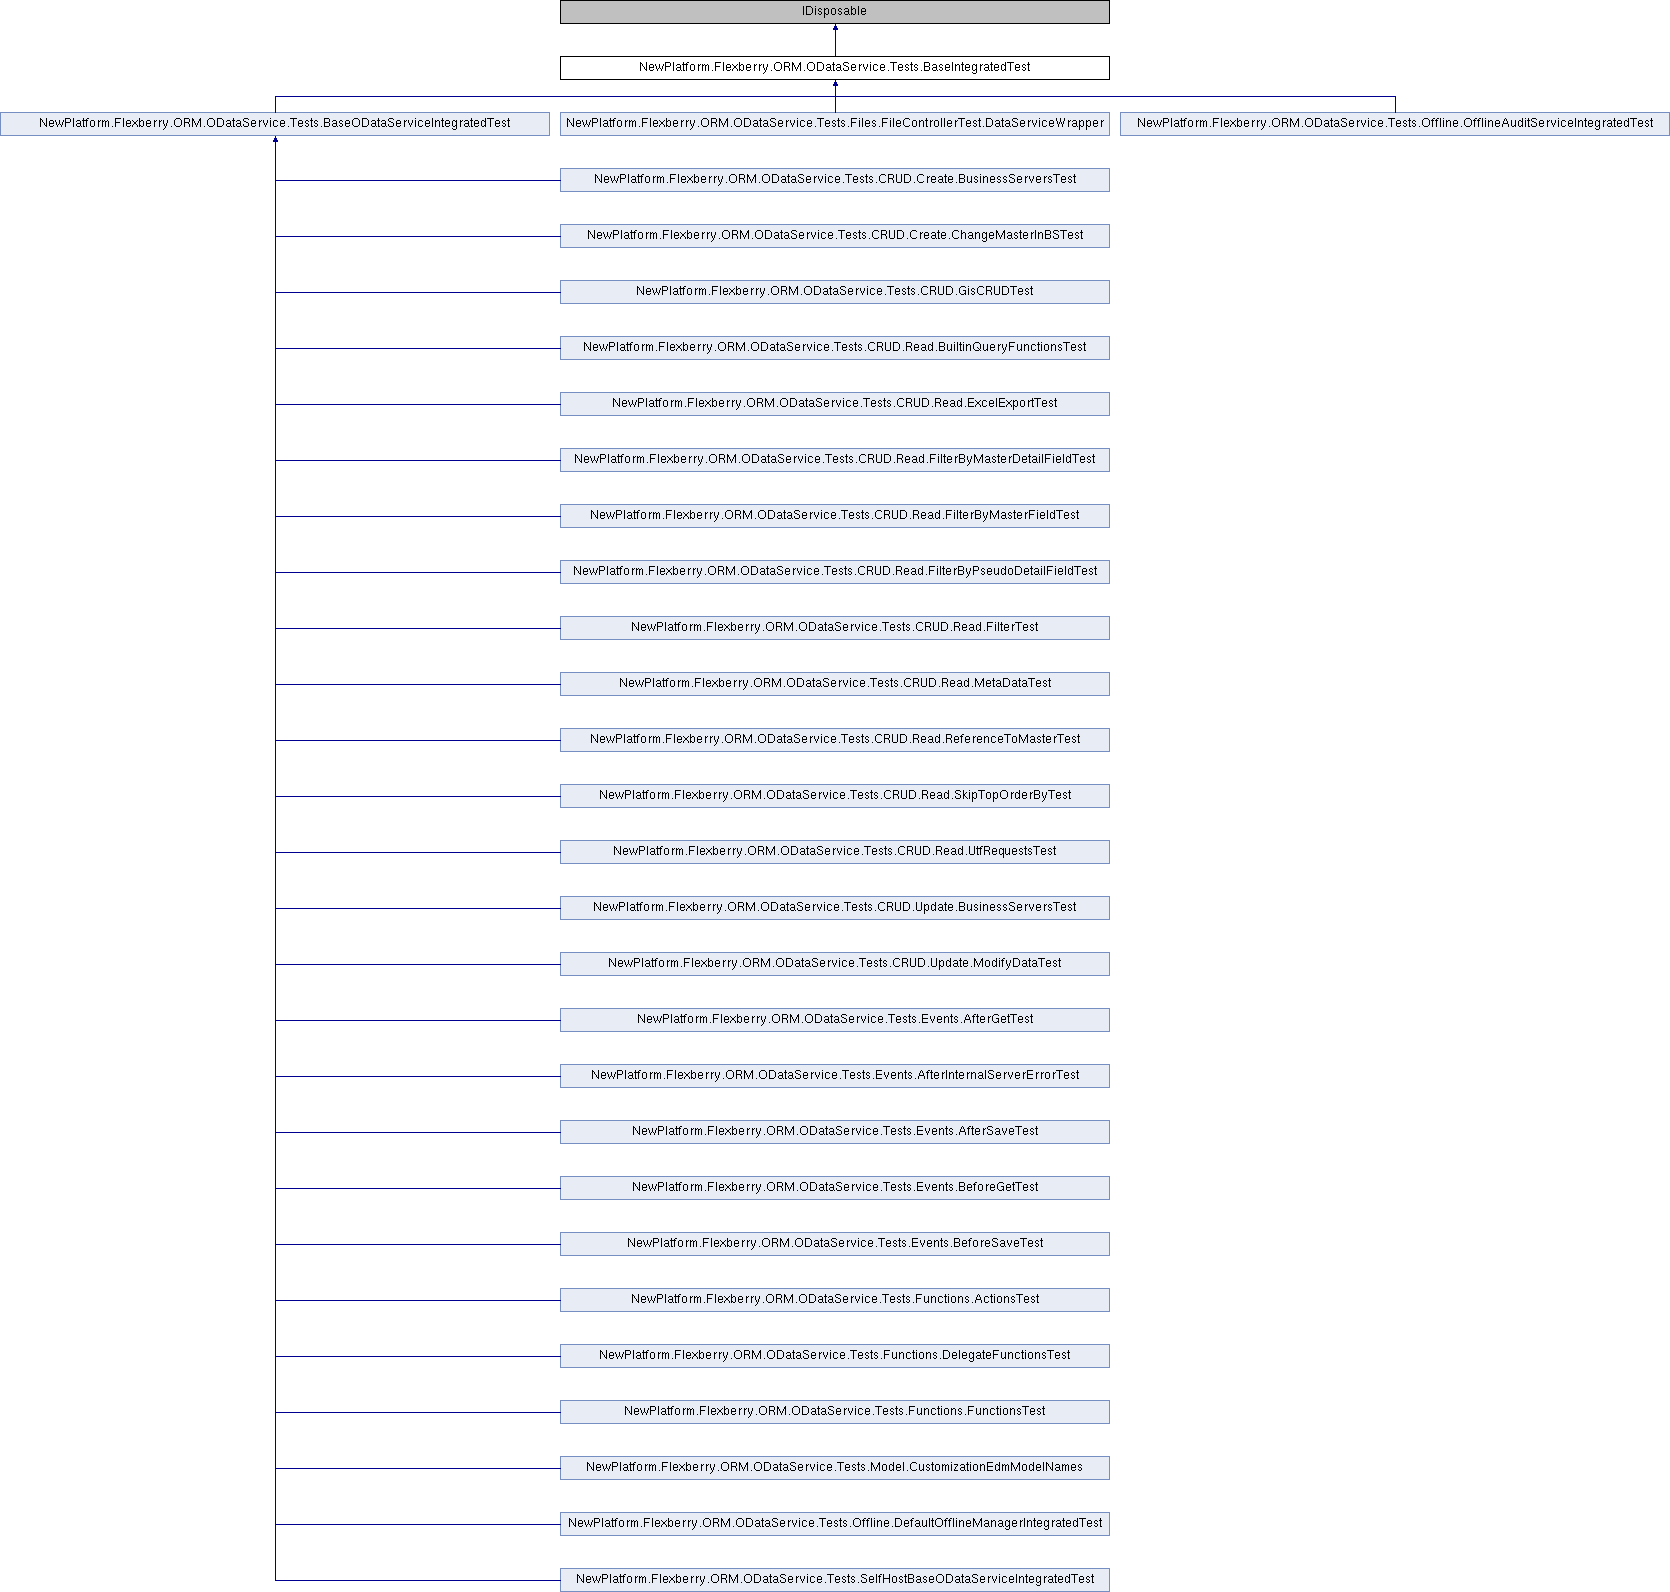 IDisposable
NewPlatform.Flexberry.ORM.ODataService.Tests.BaseIntegratedTest
NewPlatform.Flexberry.ORM.ODataService.Tests.BaseODataServiceIntegratedTest
NewPlatform.Flexberry.ORM.ODataService.Tests.Files.FileControllerTest.DataServiceWrapper
NewPlatform.Flexberry.ORM.ODataService.Tests.Offline.OfflineAuditServiceIntegratedTest
NewPlatform.Flexberry.ORM.ODataService.Tests.CRUD.Create.BusinessServersTest
NewPlatform.Flexberry.ORM.ODataService.Tests.CRUD.Create.ChangeMasterInBSTest
NewPlatform.Flexberry.ORM.ODataService.Tests.CRUD.GisCRUDTest
NewPlatform.Flexberry.ORM.ODataService.Tests.CRUD.Read.BuiltinQueryFunctionsTest
NewPlatform.Flexberry.ORM.ODataService.Tests.CRUD.Read.ExcelExportTest
NewPlatform.Flexberry.ORM.ODataService.Tests.CRUD.Read.FilterByMasterDetailFieldTest
NewPlatform.Flexberry.ORM.ODataService.Tests.CRUD.Read.FilterByMasterFieldTest
NewPlatform.Flexberry.ORM.ODataService.Tests.CRUD.Read.FilterByPseudoDetailFieldTest
NewPlatform.Flexberry.ORM.ODataService.Tests.CRUD.Read.FilterTest
NewPlatform.Flexberry.ORM.ODataService.Tests.CRUD.Read.MetaDataTest
NewPlatform.Flexberry.ORM.ODataService.Tests.CRUD.Read.ReferenceToMasterTest
NewPlatform.Flexberry.ORM.ODataService.Tests.CRUD.Read.SkipTopOrderByTest
NewPlatform.Flexberry.ORM.ODataService.Tests.CRUD.Read.UtfRequestsTest
NewPlatform.Flexberry.ORM.ODataService.Tests.CRUD.Update.BusinessServersTest
NewPlatform.Flexberry.ORM.ODataService.Tests.CRUD.Update.ModifyDataTest
NewPlatform.Flexberry.ORM.ODataService.Tests.Events.AfterGetTest
NewPlatform.Flexberry.ORM.ODataService.Tests.Events.AfterInternalServerErrorTest
NewPlatform.Flexberry.ORM.ODataService.Tests.Events.AfterSaveTest
NewPlatform.Flexberry.ORM.ODataService.Tests.Events.BeforeGetTest
NewPlatform.Flexberry.ORM.ODataService.Tests.Events.BeforeSaveTest
NewPlatform.Flexberry.ORM.ODataService.Tests.Functions.ActionsTest
NewPlatform.Flexberry.ORM.ODataService.Tests.Functions.DelegateFunctionsTest
NewPlatform.Flexberry.ORM.ODataService.Tests.Functions.FunctionsTest
NewPlatform.Flexberry.ORM.ODataService.Tests.Model.CustomizationEdmModelNames
NewPlatform.Flexberry.ORM.ODataService.Tests.Offline.DefaultOfflineManagerIntegratedTest
NewPlatform.Flexberry.ORM.ODataService.Tests.SelfHostBaseODataServiceIntegratedTest